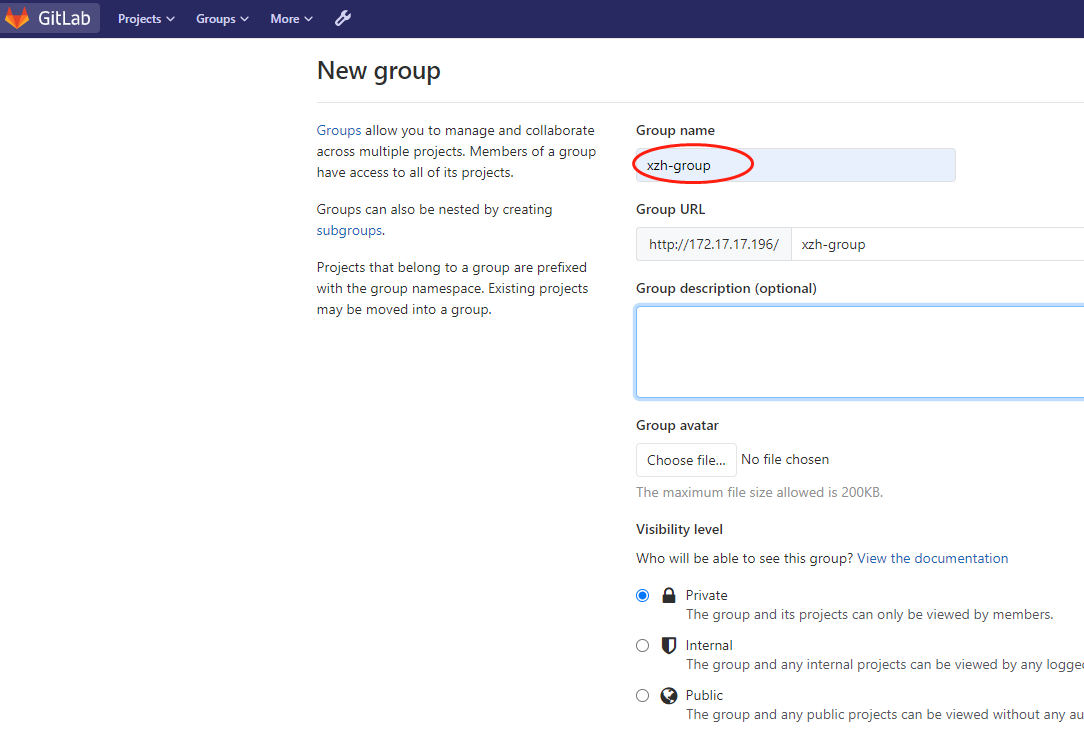 GitLab Projects Groups More
New group
Groups allow you to manage and collaborate
across multiple projects. Members of a group
have access to all of its projects.
Groups can also be nested by creating
subgroups.
Projects that belong to a group are prefixed
with the group namespace. Existing projects
may be moved into a group.
Group name
xzh-group
Group URL
http://172.17.17.196/ xzh-group
Group description (optional)
Group avatar
Choose file... No file chosen
The maximum file size allowed is 200KB.
Visibility level
Who will be able to see this group? View the documentation
Private
The group and its projects can only be viewed by members.
Internal
The group and any internal projects can be viewed by any logge
Public
The group and any public projects can be viewed without any au